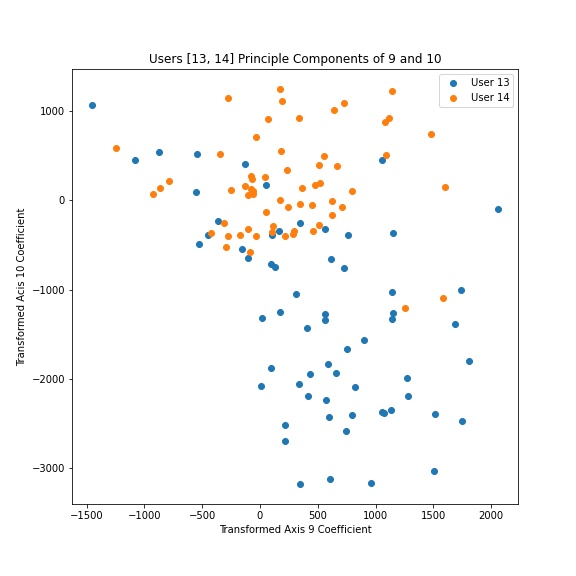 Users [13, 14] Principle Components of 9 and 10
User 13
User 14
Transformed Acis 10 Coefficient
1000
0
−1000
−2000
−3000
−1500 −1000 −500 0 500 1000 1500 2000
Transformed Axis 9 Coefficient